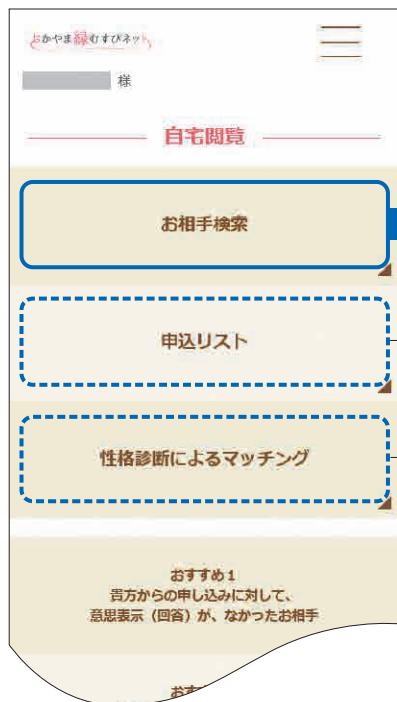 おかやま縁むすびネット
様
自宅閲覧
お相手検索
申込リスト
性格診断によるマッチング
おすすめ1
貴方からの申し込みに対して、
意思表示（回答）が、なかったお相手
おす